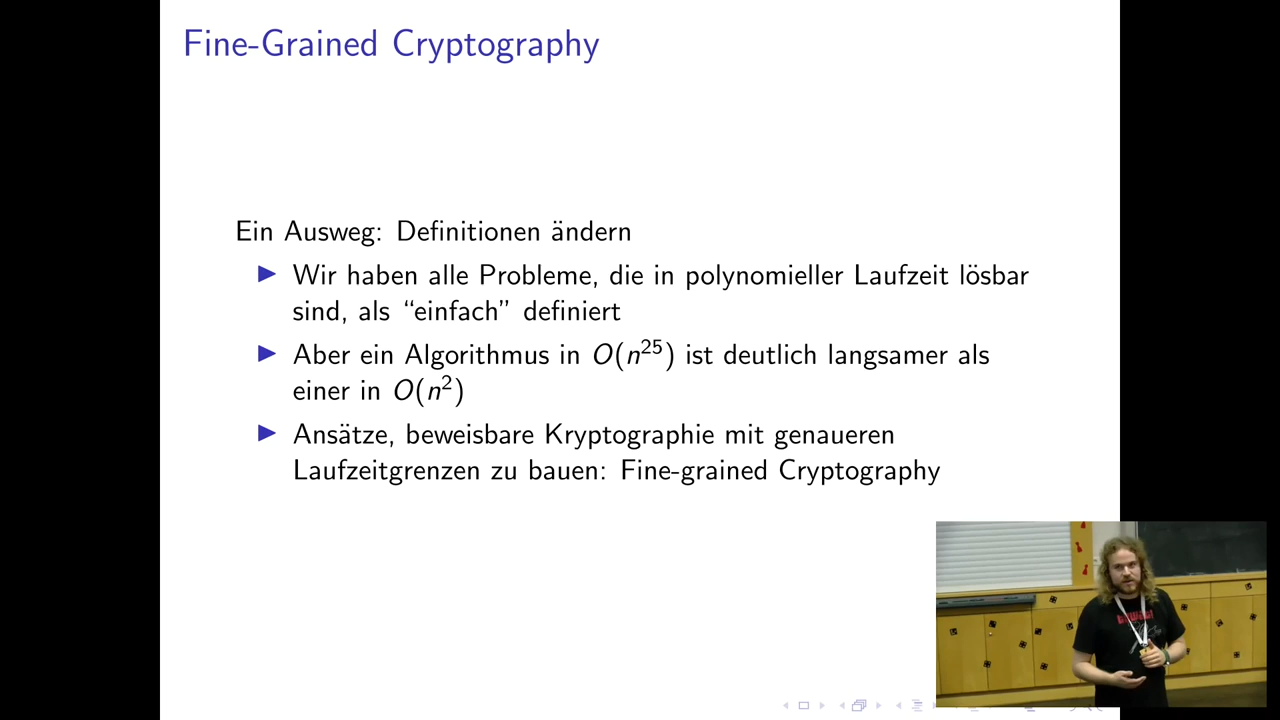 Fine-Grained Cryptography
Ein Ausweg: Definitionen ändern
Wir haben alle Probleme, die in polynomieller Laufzeit lösbar
sind, als “einfach” definiert
Aber ein Algorithmus in O(n²⁵) ist deutlich langsamer als
einer in O(n²)
Ansätze, beweisbare Kryptographie mit genaueren
Laufzeitgrenzen zu bauen: Fine-grained Cryptography